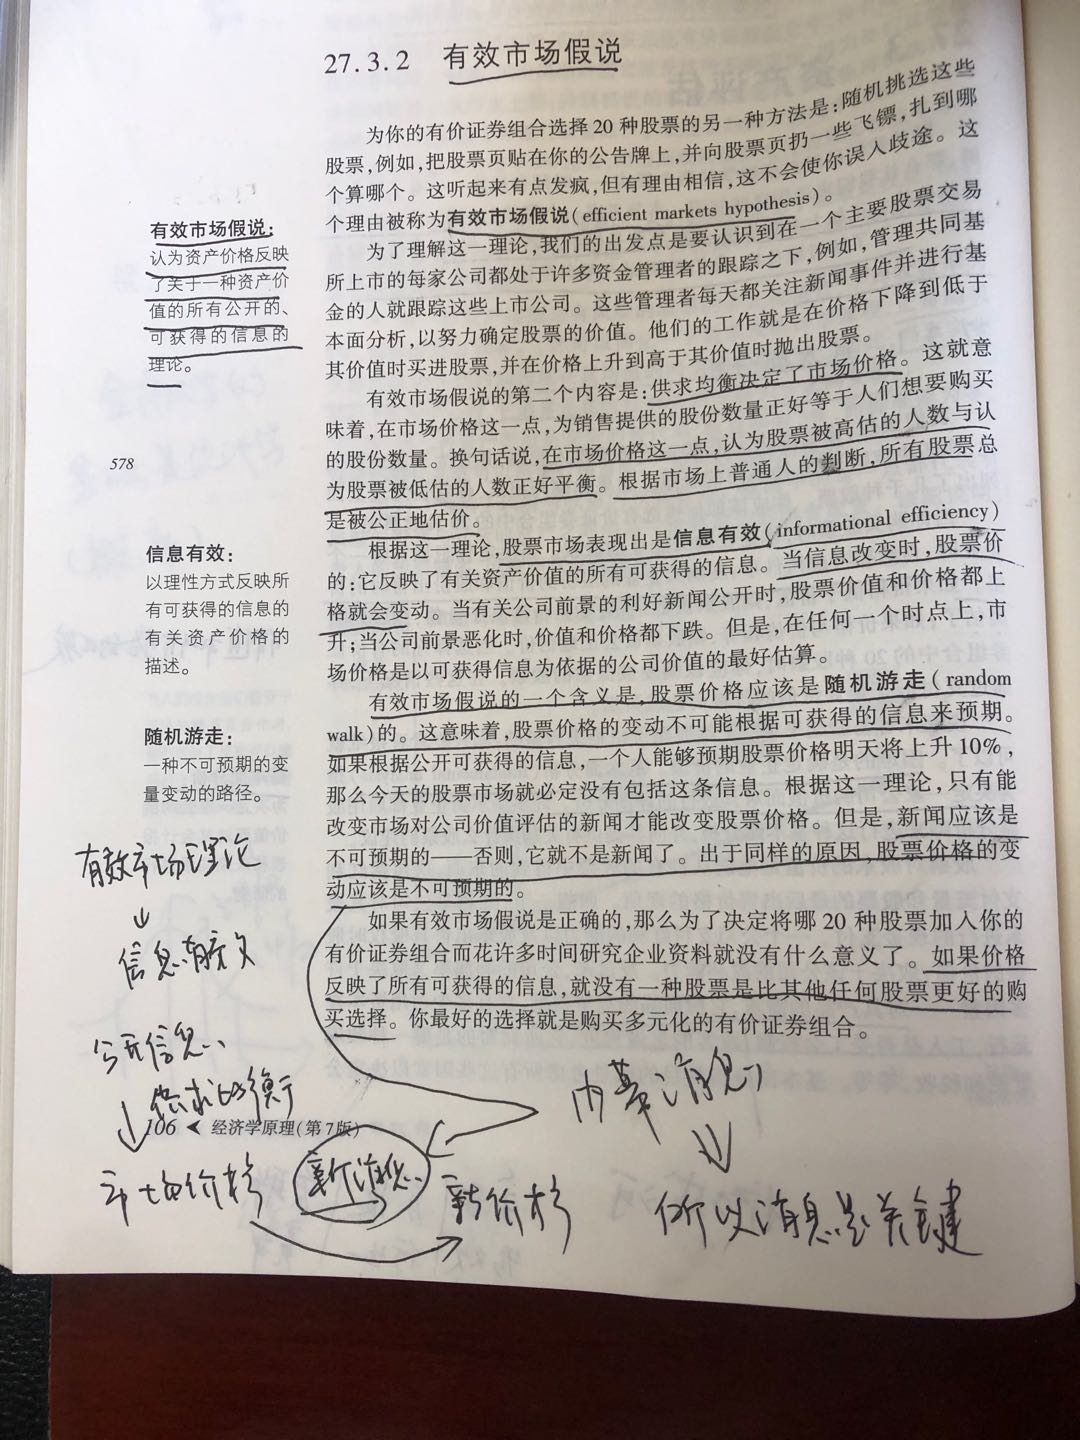 27.3.2 有效市场假说
为你的有价证券组合选择 20 种股票的另一种方法是:随机挑选这些
股票,例如,把股票页贴在你的公告牌上,并向股票页扔一些飞镖,扎到哪
个算哪个。这听起来有点发疯,但有理由相信,这不会使你误入歧途。这
个理由被称为有效市场假说(efficient markets hypothesis)。
为了理解这一理论,我们的出发点是要认识到在一个主要股票交易
所上市的每家公司都处于许多资金管理者的跟踪之下,例如,管理共同基
金的人就跟踪这些上市公司。这些管理者每天都关注新闻事件并进行基
本面分析,以努力确定股票的价值。他们的工作就是在价格下降到低于
其价值时买进股票,并在价格上升到高于其价值时抛出股票。
有效市场假说的第二个内容是:供求均衡决定了市场价格。这就意
味着,在市场价格这一点,为销售提供的股份数量正好等于人们想要购买
的股份数量。换句话说,在市场价格这一点,认为股票被高估的人数与认
为股票被低估的人数正好平衡。根据市场上普通人的判断,所有股票总
是被公正地估价。
根据这一理论,股票市场表现出是信息有效(informational efficiency)
的:它反映了有关资产价值的所有可获得的信息。当信息改变时,股票价
格就会变动。当有关公司前景的利好新闻公开时,股票价值和价格都上
升;当公司前景恶化时,价值和价格都下跌。但是,在任何一个时点上,市
场价格是以可获得信息为依据的公司价值的最好估算。
有效市场假说的一个含义是,股票价格应该是随机游走(random
walk)的。这意味着,股票价格的变动不可能根据可获得的信息来预期。
如果根据公开可获得的信息,一个人能够预期股票价格明天将上升 10%,
那么今天的股票市场就必定没有包括这条信息。根据这一理论,只有能
改变市场对公司价值评估的新闻才能改变股票价格。但是,新闻应该是
不可预期的——否则,它就不是新闻了。出于同样的原因,股票价格的变
动应该是不可预期的。
如果有效市场假说是正确的,那么为了决定将哪 20 种股票加入你的
有价证券组合而花许多时间研究企业资料就没有什么意义了。如果价格
反映了所有可获得的信息,就没有一种股票是比其他任何股票更好的购
买选择。你最好的选择就是购买多元化的有价证券组合。
有效市场假说:
认为资产价格反映
了关于一种资产价
值的所有公开的、
可获得的信息的
理论。
578
信息有效:
以理性方式反映所
有可获得的信息的
有关资产价格的
描述。
随机游走:
一种不可预期的变
量变动的路径。
有效市场理论
信息有效
公开信息
供求均衡
市场价格
新消息
新价格
内幕消息
所以消息是关键
106 ◄ 经济学原理(第7版)